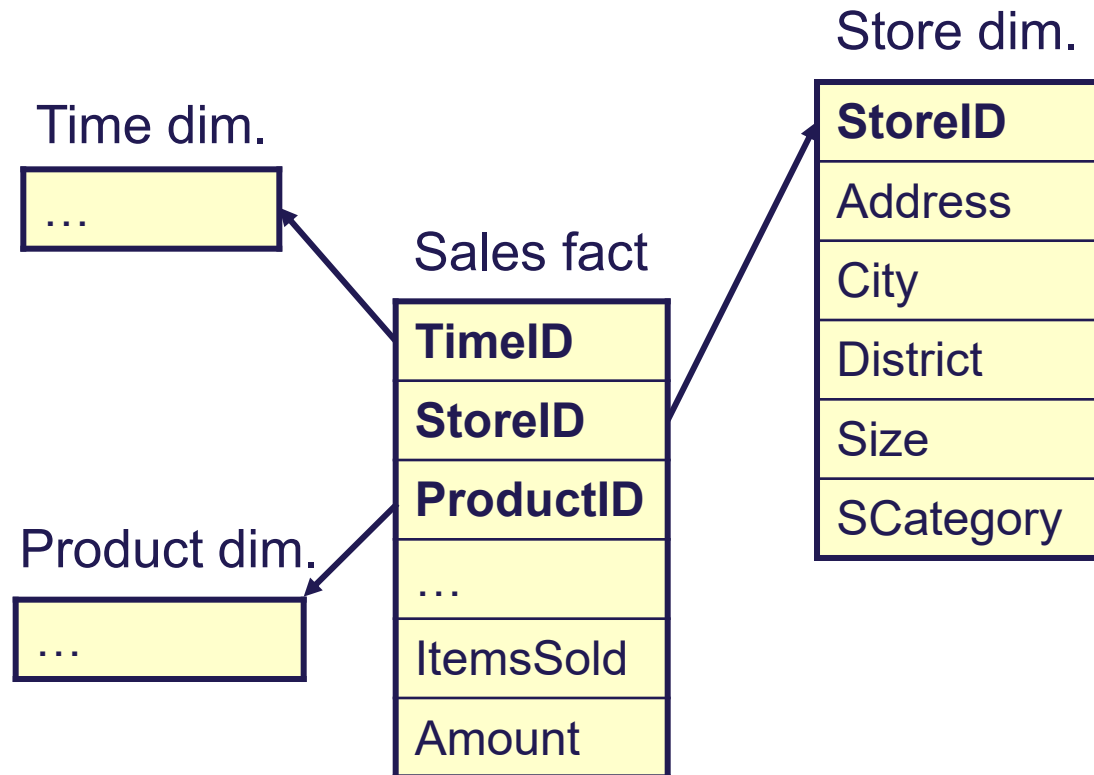 Time dim.
…
Product dim.
…
Sales fact
TimeID
StoreID
ProductID
…
ItemsSold
Amount
Store dim.
StoreID
Address
City
District
Size
SCategory